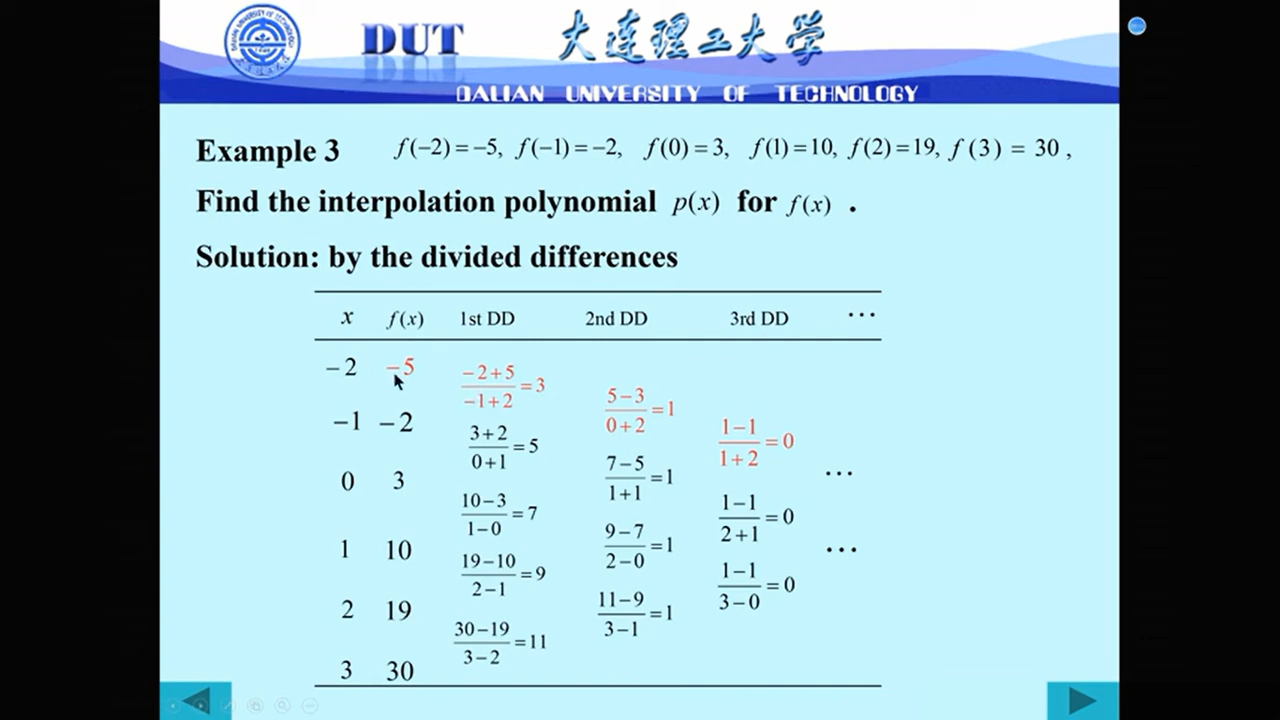 DUT 大连理工大学
DALIAN UNIVERSITY OF TECHNOLOGY
Example 3 f(−2) = −5, f(−1) = −2, f(0) = 3, f(1) = 10, f(2) = 19, f(3) = 30,
Find the interpolation polynomial p(x) for f(x) .
Solution: by the divided differences
x f(x) 1st DD 2nd DD 3rd DD ⋯
−2 −5
(−2+5)/(−1+2) = 3
(5−3)/(0+2) = 1
−1 −2
(3+2)/(0+1) = 5
(1−1)/(1+2) = 0
0 3
(7−5)/(1+1) = 1
⋯
(10−3)/(1−0) = 7
(1−1)/(2+1) = 0
1 10
(9−7)/(2−0) = 1
⋯
(19−10)/(2−1) = 9
(1−1)/(3−0) = 0
2 19
(11−9)/(3−1) = 1
(30−19)/(3−2) = 11
3 30